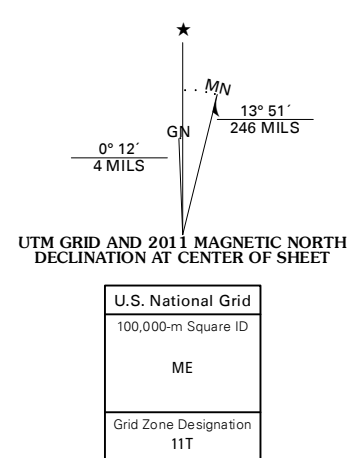 ★
MN
GN
13° 51´
246 MILS
0° 12´
4 MILS
UTM GRID AND 2011 MAGNETIC NORTH
DECLINATION AT CENTER OF SHEET
U.S. National Grid
100,000-m Square ID
ME
Grid Zone Designation
11T